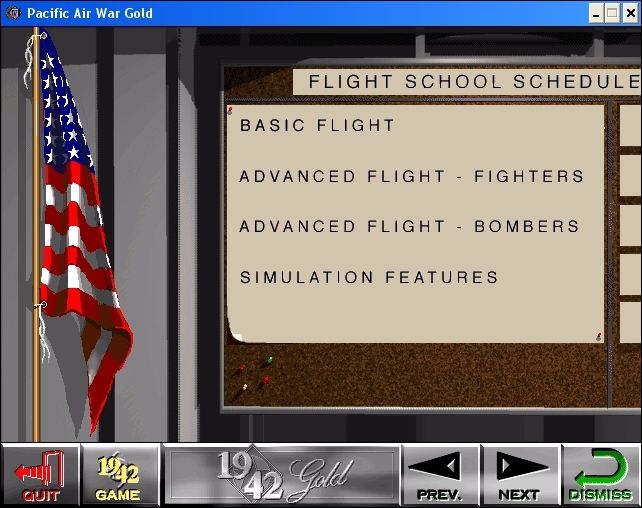 Pacific Air War Gold
FLIGHT SCHOOL SCHEDULE
BASIC FLIGHT
ADVANCED FLIGHT - FIGHTERS
ADVANCED FLIGHT - BOMBERS
SIMULATION FEATURES
QUIT
1942
GAME
1942 Gold
PREV.
NEXT
DISMISS